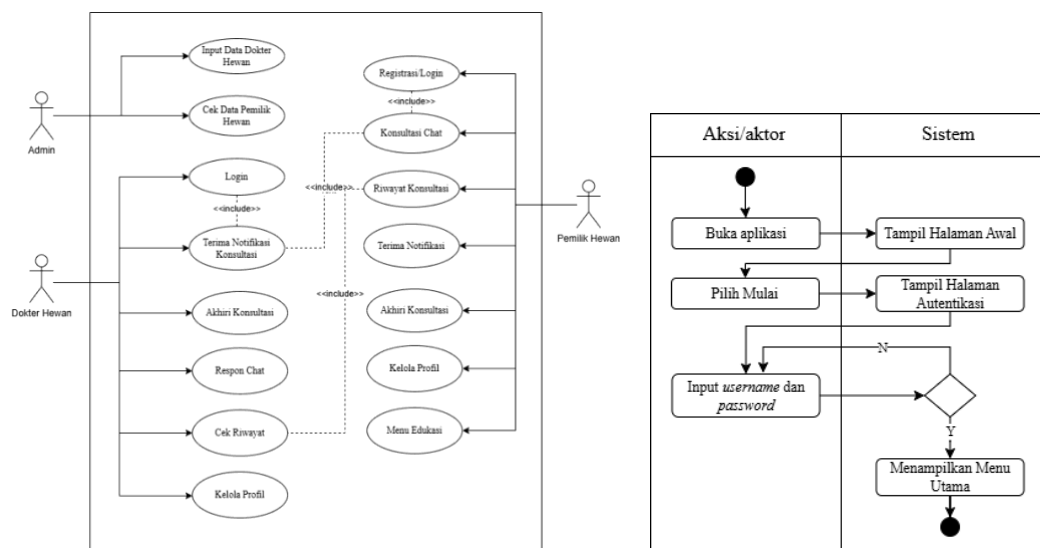 Input Data Dokter
Hewan
Cek Data Pemilik
Hewan
Admin
Login
<<include>>
Terima Notifikasi
Konsultasi
Dokter Hewan
Akhiri Konsultasi
Respon Chat
Cek Riwayat
Kelola Profil
Registrasi/Login
<<include>>
Konsultasi Chat
<<include>>
Riwayat Konsultasi
Terima Notifikasi
<<include>>
Akhiri Konsultasi
Kelola Profil
Menu Edukasi
Pemilik Hewan
Aksi/aktor
Sistem
Buka aplikasi
Tampil Halaman Awal
Pilih Mulai
Tampil Halaman
Autentikasi
N
Input username dan
password
Y
Menampilkan Menu
Utama